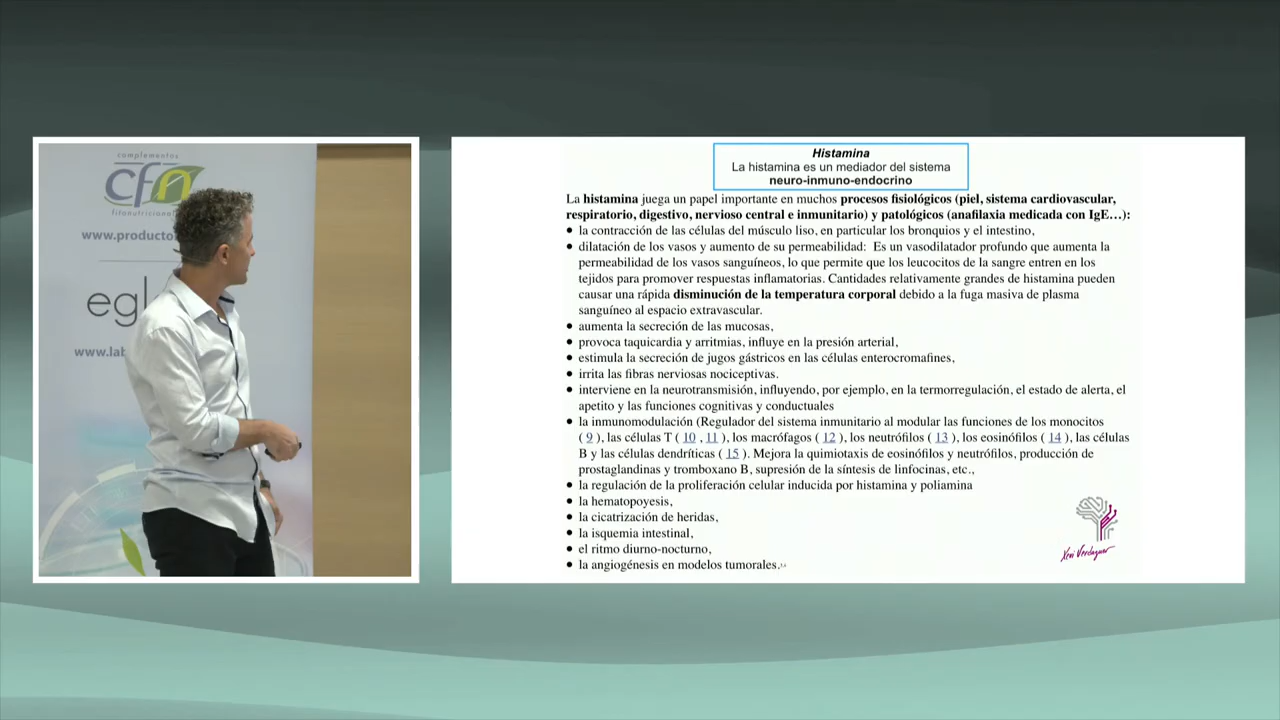 complementos
cfn
fitonutricional
www.producto
egl
www.lab
Histamina
La histamina es un mediador del sistema
neuro-inmuno-endocrino
La histamina juega un papel importante en muchos procesos fisiológicos (piel, sistema cardiovascular,
respiratorio, digestivo, nervioso central e inmunitario) y patológicos (anafilaxia medicada con IgE…):
• la contracción de las células del músculo liso, en particular los bronquios y el intestino,
• dilatación de los vasos y aumento de su permeabilidad: Es un vasodilatador profundo que aumenta la
permeabilidad de los vasos sanguíneos, lo que permite que los leucocitos de la sangre entren en los
tejidos para promover respuestas inflamatorias. Cantidades relativamente grandes de histamina pueden
causar una rápida disminución de la temperatura corporal debido a la fuga masiva de plasma
sanguíneo al espacio extravascular.
• aumenta la secreción de las mucosas,
• provoca taquicardia y arritmias, influye en la presión arterial,
• estimula la secreción de jugos gástricos en las células enterocromafines,
• irrita las fibras nerviosas nociceptivas.
• interviene en la neurotransmisión, influyendo, por ejemplo, en la termorregulación, el estado de alerta, el
apetito y las funciones cognitivas y conductuales
• la inmunomodulación (Regulador del sistema inmunitario al modular las funciones de los monocitos
( 9 ), las células T ( 10 , 11 ), los macrófagos ( 12 ), los neutrófilos ( 13 ), los eosinófilos ( 14 ), las células
B y las células dendríticas ( 15 ). Mejora la quimiotaxis de eosinófilos y neutrófilos, producción de
prostaglandinas y tromboxano B, supresión de la síntesis de linfocinas, etc.,
• la regulación de la proliferación celular inducida por histamina y poliamina
• la hematopoyesis,
• la cicatrización de heridas,
• la isquemia intestinal,
• el ritmo diurno-nocturno,
• la angiogénesis en modelos tumorales.
Xevi Verdaguer